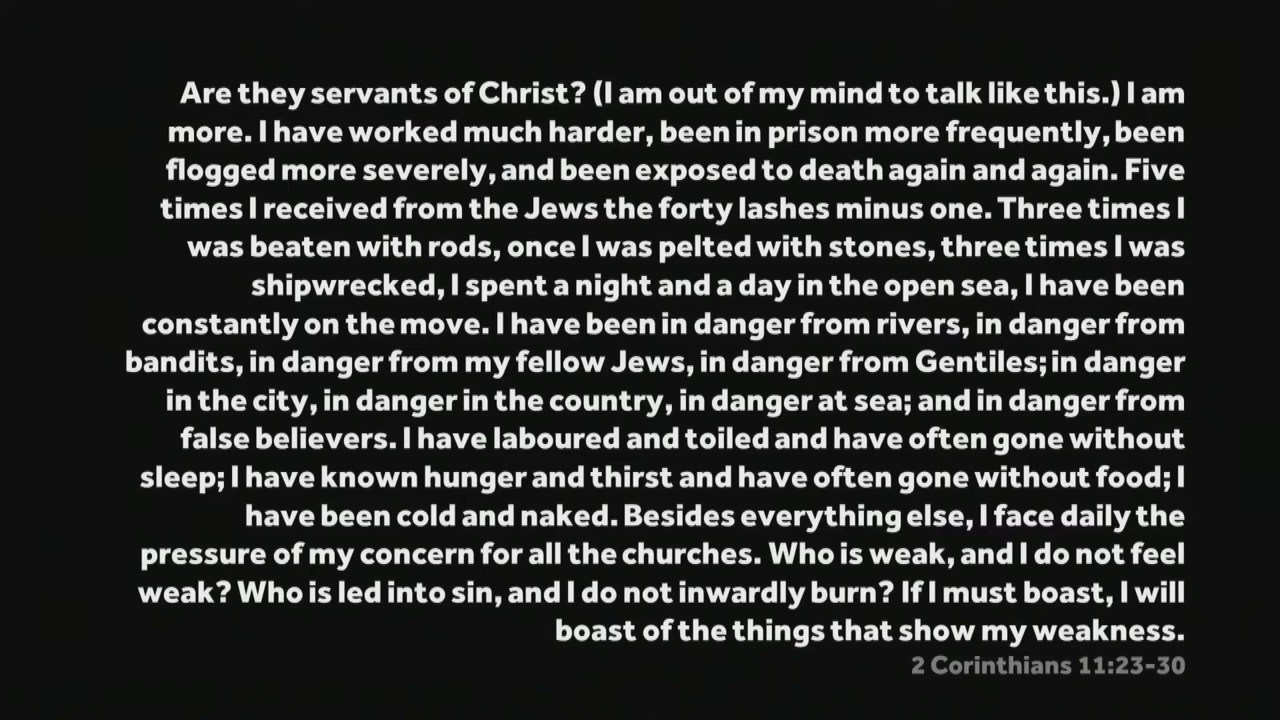 Are they servants of Christ? (I am out of my mind to talk like this.) I am
more. I have worked much harder, been in prison more frequently, been
flogged more severely, and been exposed to death again and again. Five
times I received from the Jews the forty lashes minus one. Three times I
was beaten with rods, once I was pelted with stones, three times I was
shipwrecked, I spent a night and a day in the open sea, I have been
constantly on the move. I have been in danger from rivers, in danger from
bandits, in danger from my fellow Jews, in danger from Gentiles; in danger
in the city, in danger in the country, in danger at sea; and in danger from
false believers. I have laboured and toiled and have often gone without
sleep; I have known hunger and thirst and have often gone without food; I
have been cold and naked. Besides everything else, I face daily the
pressure of my concern for all the churches. Who is weak, and I do not feel
weak? Who is led into sin, and I do not inwardly burn? If I must boast, I will
boast of the things that show my weakness.
2 Corinthians 11:23-30